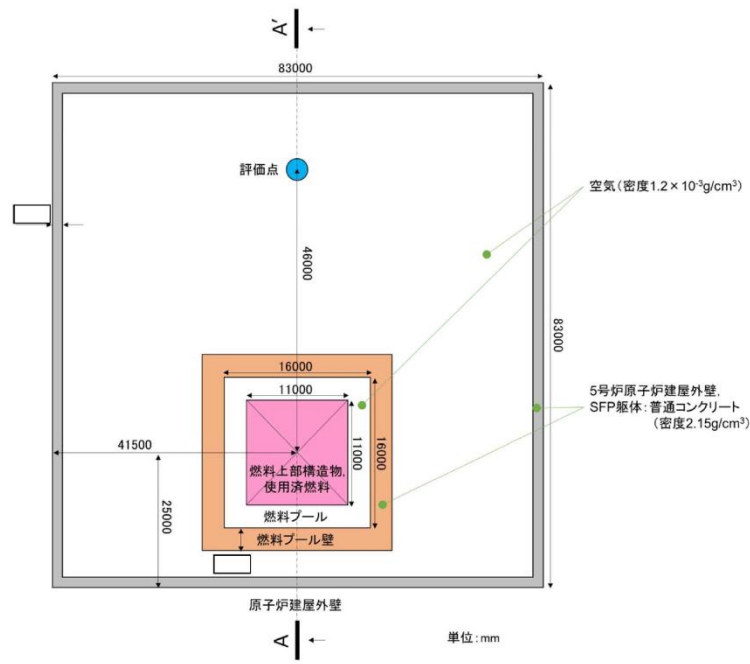 A′
83000
評価点
空気(密度1.2×10-3g/cm3)
46000
83000
16000
11000
5号炉原子炉建屋外壁,
SFP躯体:普通コンクリート
(密度2.15g/cm3)
41500
11000
16000
燃料上部構造物,
使用済燃料
25000
燃料プール
燃料プール壁
原子炉建屋外壁
A
単位:mm